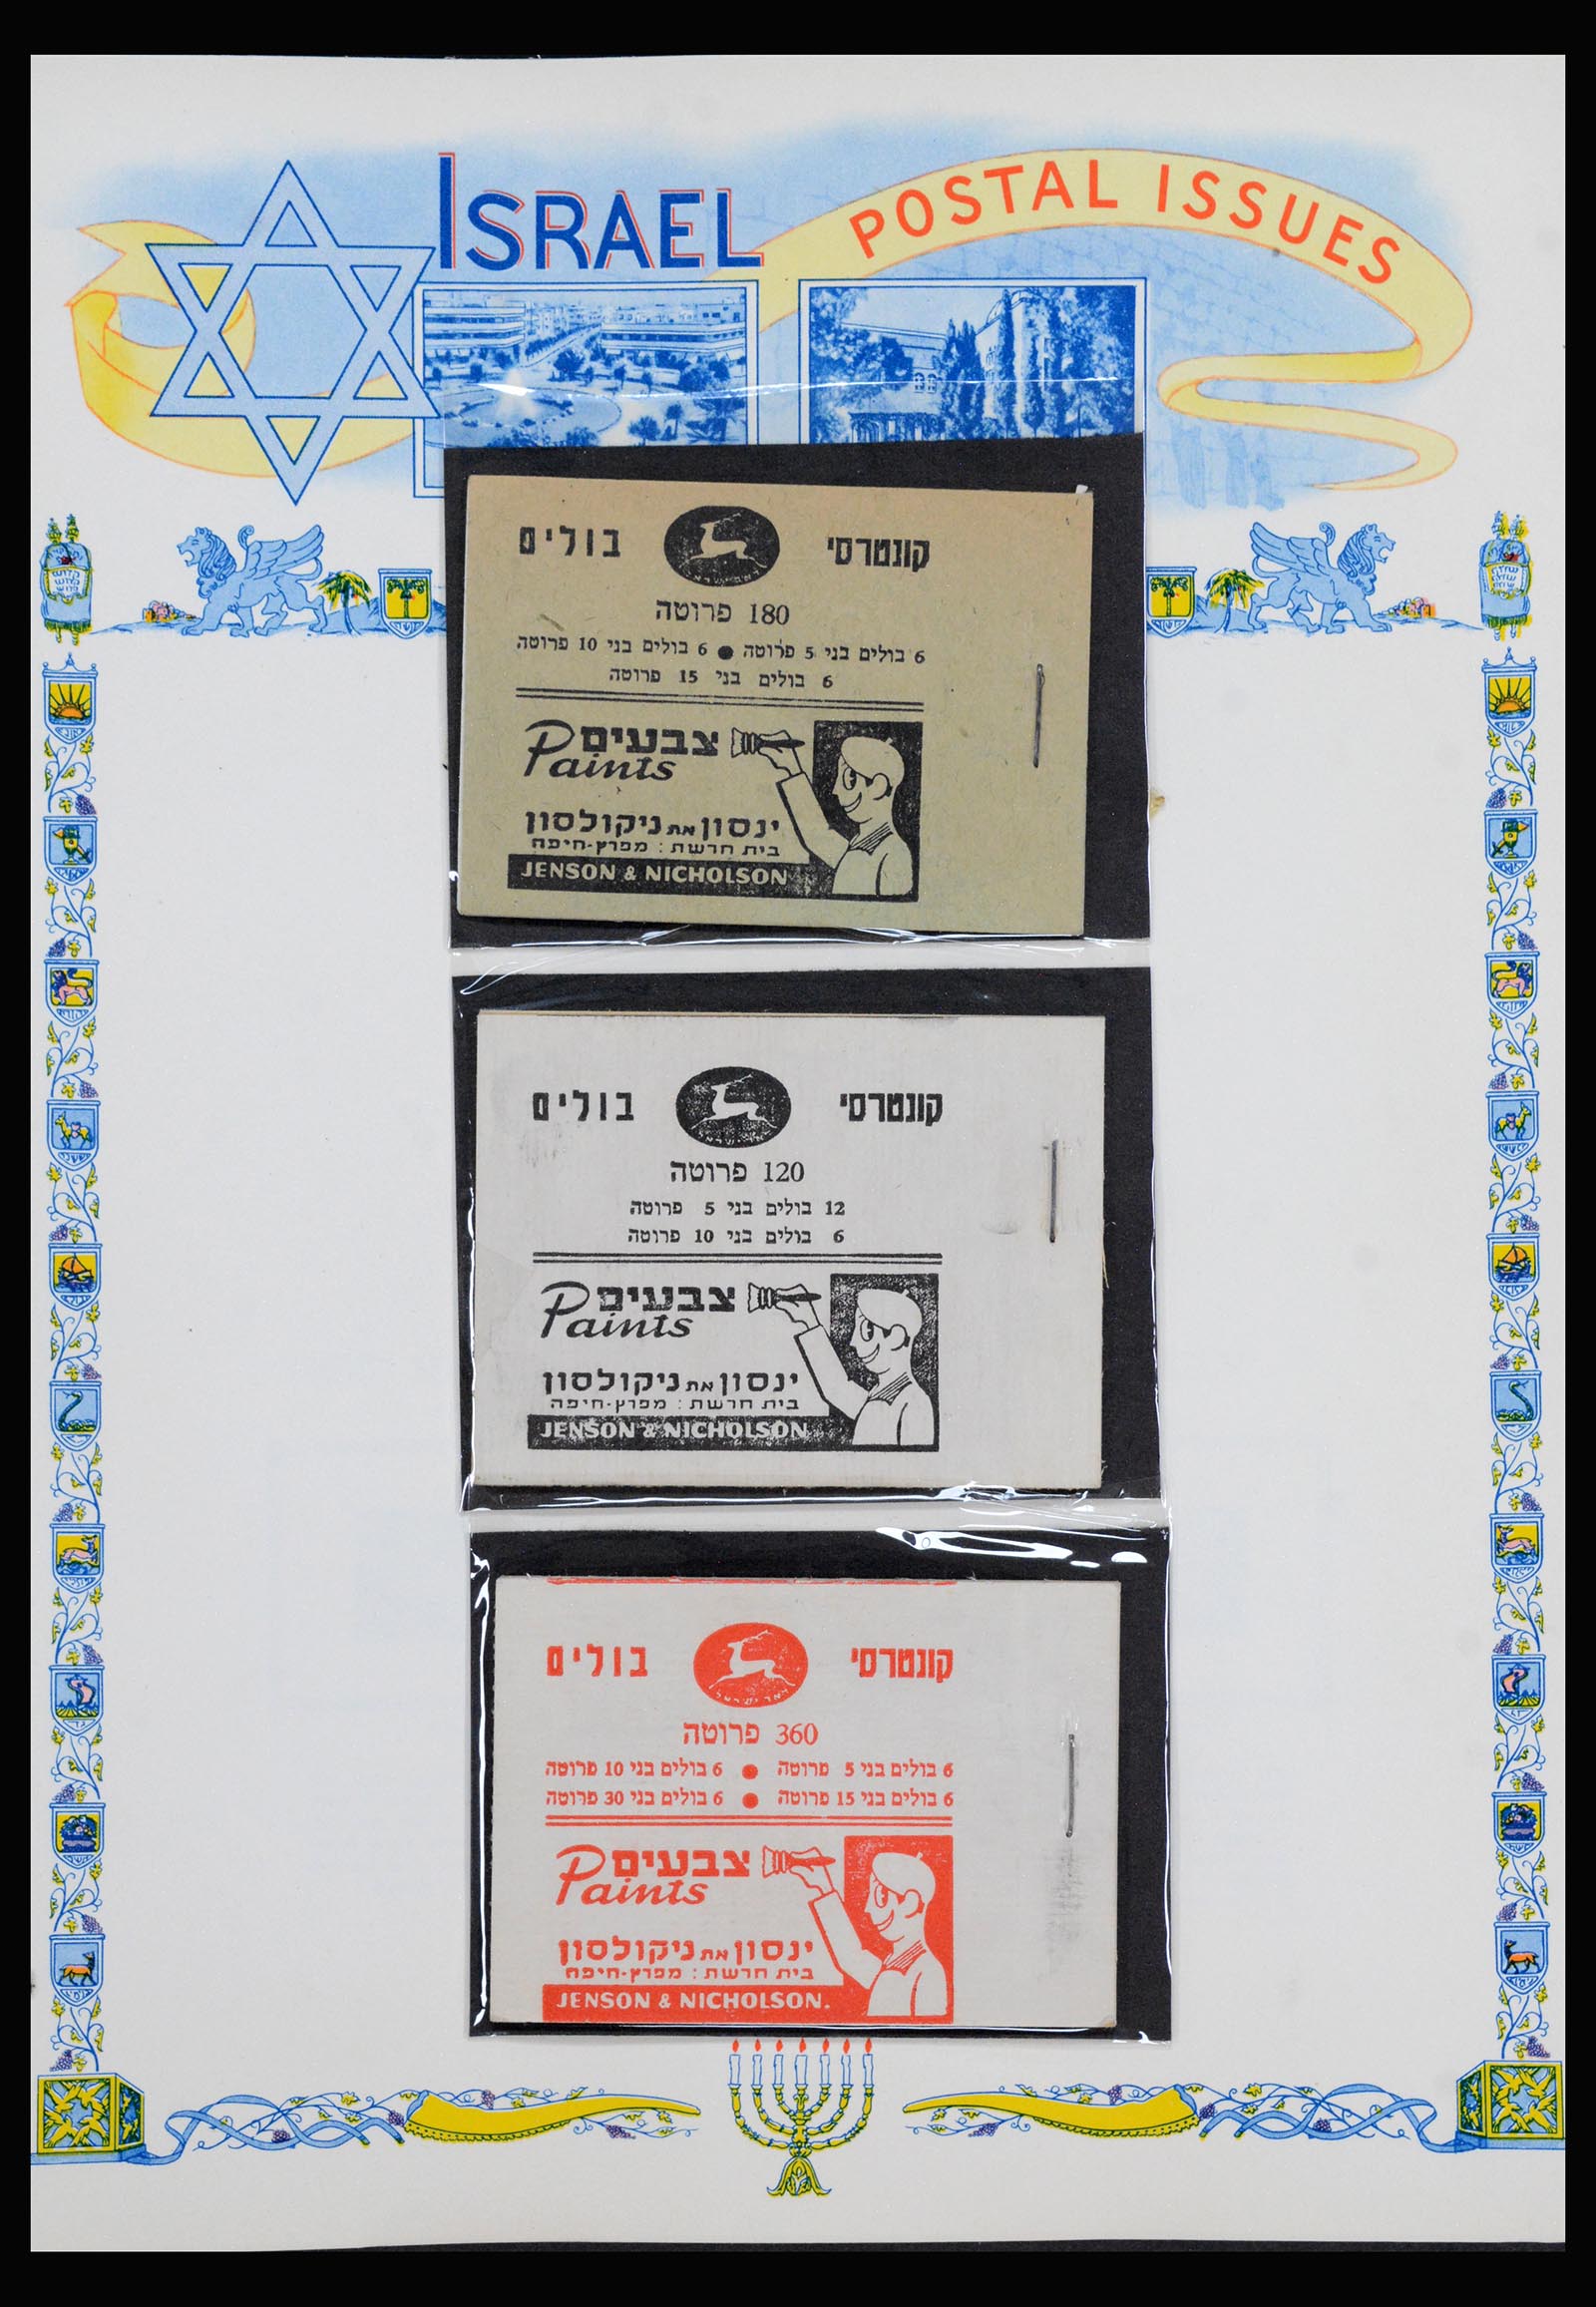 ISRAEL
POSTAL ISSUES
קונטרסי בולים
180 פרוטה
6 בולים בני 5 פרוטה ● 6 בולים בני 10 פרוטה
6 בולים בני 15 פרוטה
צבעים
Paints
ינסון את ניקולסון
בית חרשת: מפרץ-חיפה
JENSON & NICHOLSON
קונטרסי בולים
120 פרוטה
12 בולים בני 5 פרוטה
6 בולים בני 10 פרוטה
צבעים
Paints
ינסון את ניקולסון
בית חרשת: מפרץ-חיפה
JENSON & NICHOLSON
קונטרסי בולים
דאר ישראל
360 פרוטה
6 בולים בני 5 פרוטה ● 6 בולים בני 10 פרוטה
6 בולים בני 15 פרוטה ● 6 בולים בני 30 פרוטה
צבעים
Paints
ינסון את ניקולסון
בית חרשת: מפרץ-חיפה
JENSON & NICHOLSON.